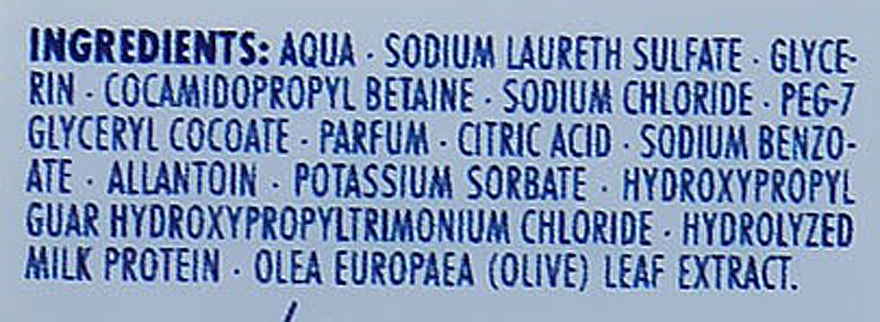 INGREDIENTS: AQUA · SODIUM LAURETH SULFATE · GLYCE-
RIN · COCAMIDOPROPYL BETAINE · SODIUM CHLORIDE · PEG-7
GLYCERYL COCOATE · PARFUM · CITRIC ACID · SODIUM BENZO-
ATE · ALLANTOIN · POTASSIUM SORBATE · HYDROXYPROPYL
GUAR HYDROXYPROPYLTRIMONIUM CHLORIDE · HYDROLYZED
MILK PROTEIN · OLEA EUROPAEA (OLIVE) LEAF EXTRACT.